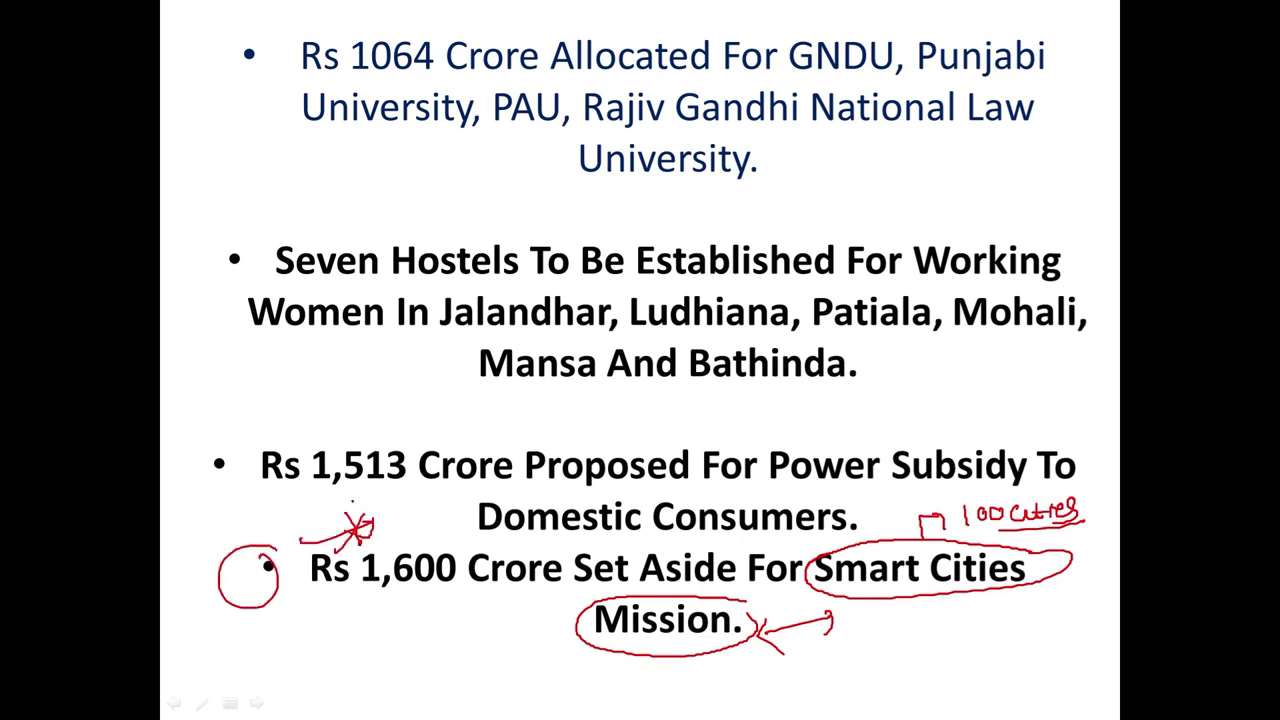 • Rs 1064 Crore Allocated For GNDU, Punjabi
University, PAU, Rajiv Gandhi National Law
University.
• Seven Hostels To Be Established For Working
Women In Jalandhar, Ludhiana, Patiala, Mohali,
Mansa And Bathinda.
• Rs 1,513 Crore Proposed For Power Subsidy To
Domestic Consumers.
100 cities
• Rs 1,600 Crore Set Aside For Smart Cities
Mission.